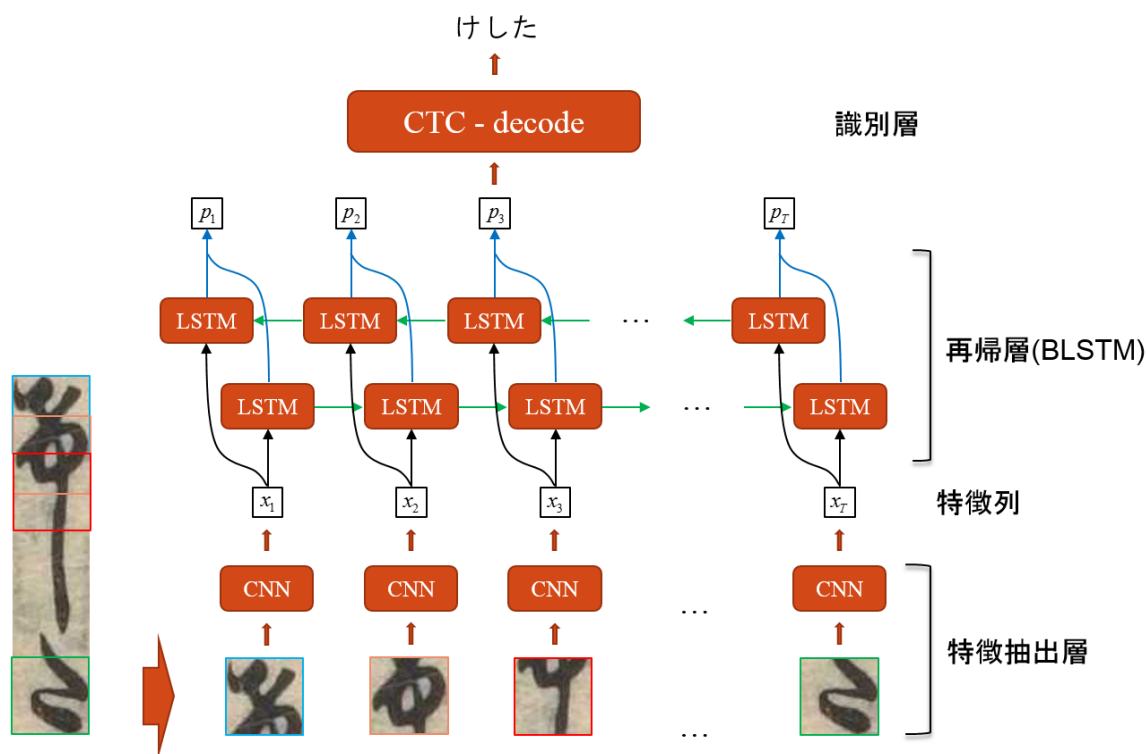 けした
CTC - decode
識別層
p₁ p₂ p₃ p_T
LSTM LSTM LSTM … LSTM
再帰層(BLSTM)
LSTM LSTM LSTM … LSTM
x₁ x₂ x₃ x_T
特徴列
CNN CNN CNN … CNN
特徴抽出層
…